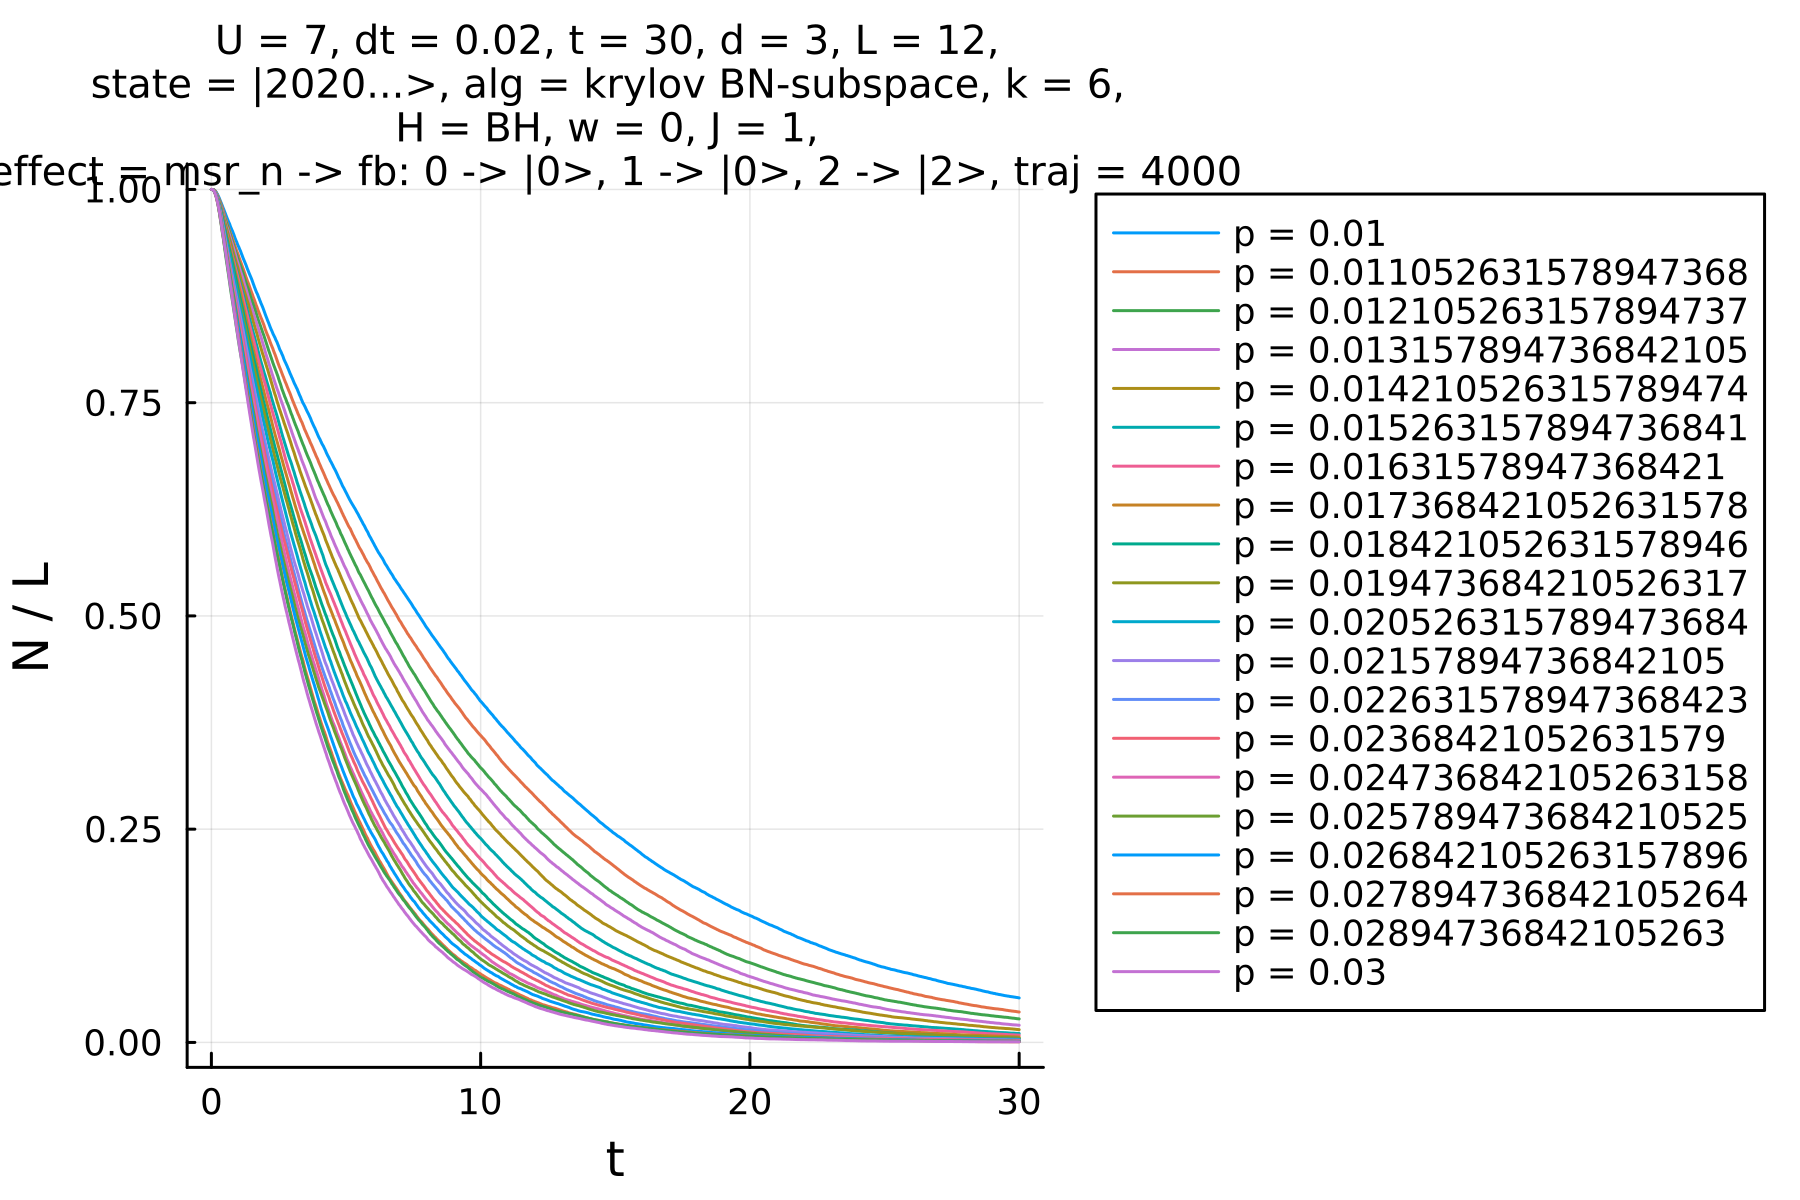 U = 7, dt = 0.02, t = 30, d = 3, L = 12,
state = |2020...>, alg = krylov BN-subspace, k = 6,
H = BH, w = 0, J = 1,
effect = msr_n -> fb: 0 -> |0>, 1 -> |0>, 2 -> |2>, traj = 4000
1.00
0.75
0.50
0.25
0.00
N / L
0
10
20
30
t
p = 0.01
p = 0.011052631578947368
p = 0.012105263157894737
p = 0.013157894736842105
p = 0.014210526315789474
p = 0.015263157894736841
p = 0.01631578947368421
p = 0.017368421052631578
p = 0.018421052631578946
p = 0.019473684210526317
p = 0.020526315789473684
p = 0.02157894736842105
p = 0.022631578947368423
p = 0.02368421052631579
p = 0.024736842105263158
p = 0.025789473684210525
p = 0.026842105263157896
p = 0.027894736842105264
p = 0.02894736842105263
p = 0.03